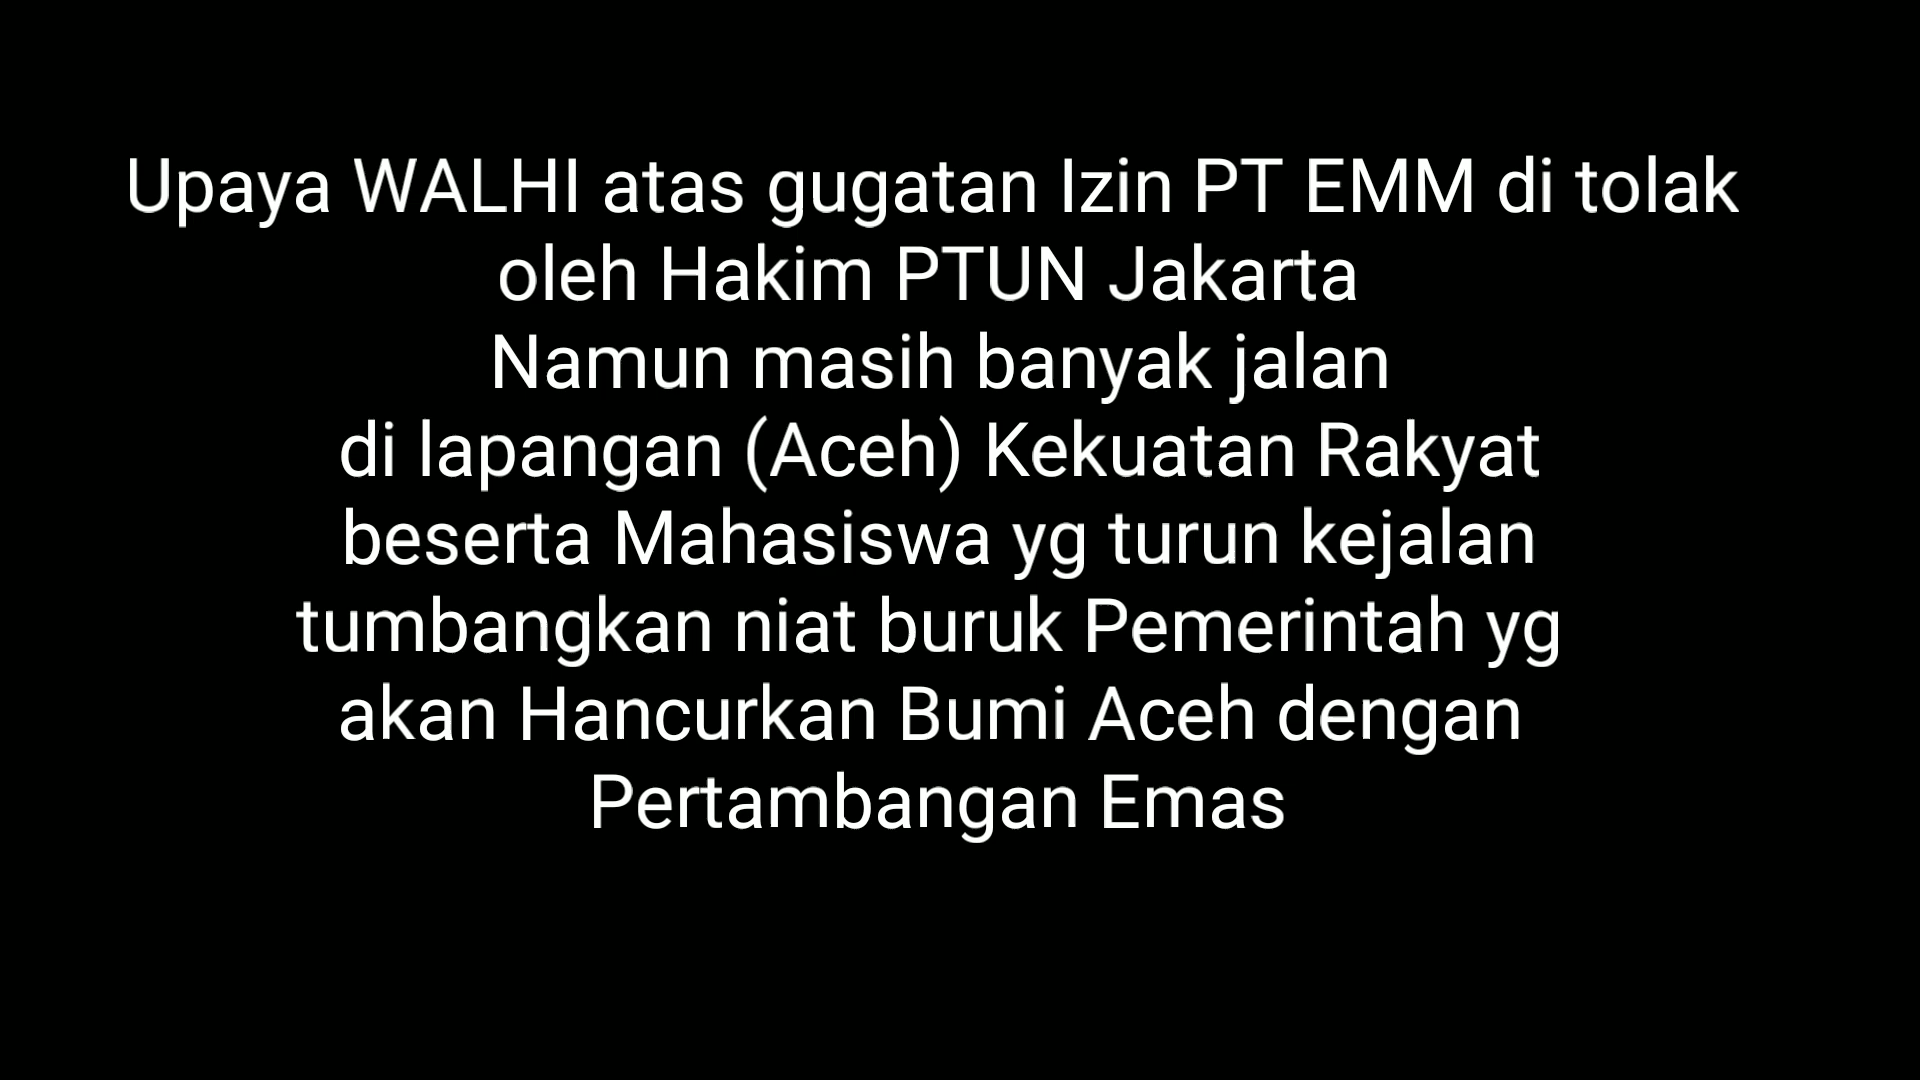 Upaya WALHI atas gugatan Izin PT EMM di tolak
oleh Hakim PTUN Jakarta
Namun masih banyak jalan
di lapangan (Aceh) Kekuatan Rakyat
beserta Mahasiswa yg turun kejalan
tumbangkan niat buruk Pemerintah yg
akan Hancurkan Bumi Aceh dengan
Pertambangan Emas